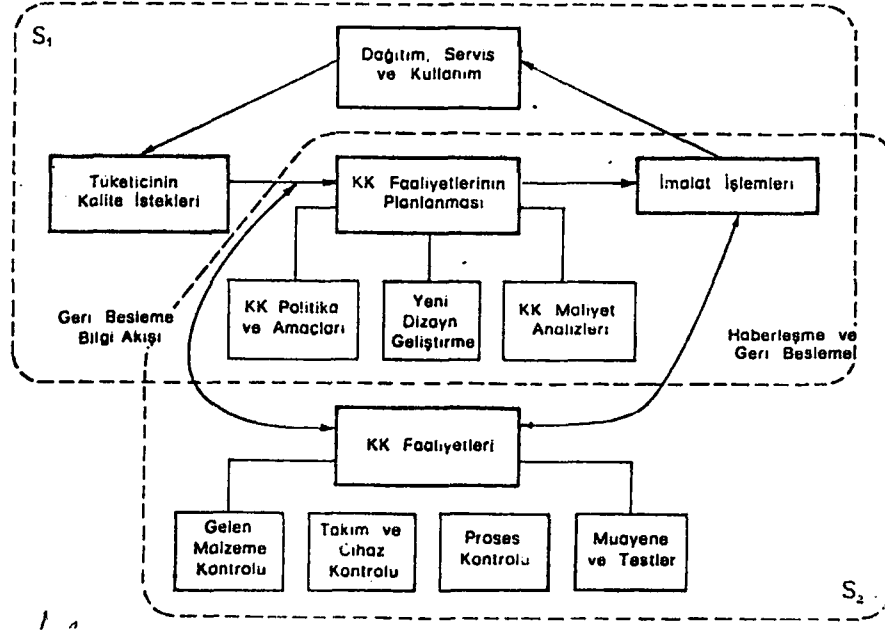 S₁
Dağıtım, Servis
ve Kullanım
Tüketicinin
Kalite İstekleri
KK Faaliyetlerinin
Planlanması
İmalat İşlemleri
KK Politika
ve Amaçları
Yeni
Dizayn
Geliştirme
KK Maliyet
Analizleri
Geri Besleme
Bilgi Akışı
Haberleşme ve
Geri Beslemel
KK Faaliyetleri
Gelen
Malzeme
Kontrolu
Takım ve
Cihaz
Kontrolu
Proses
Kontrolu
Muayene
ve Testler
S₂